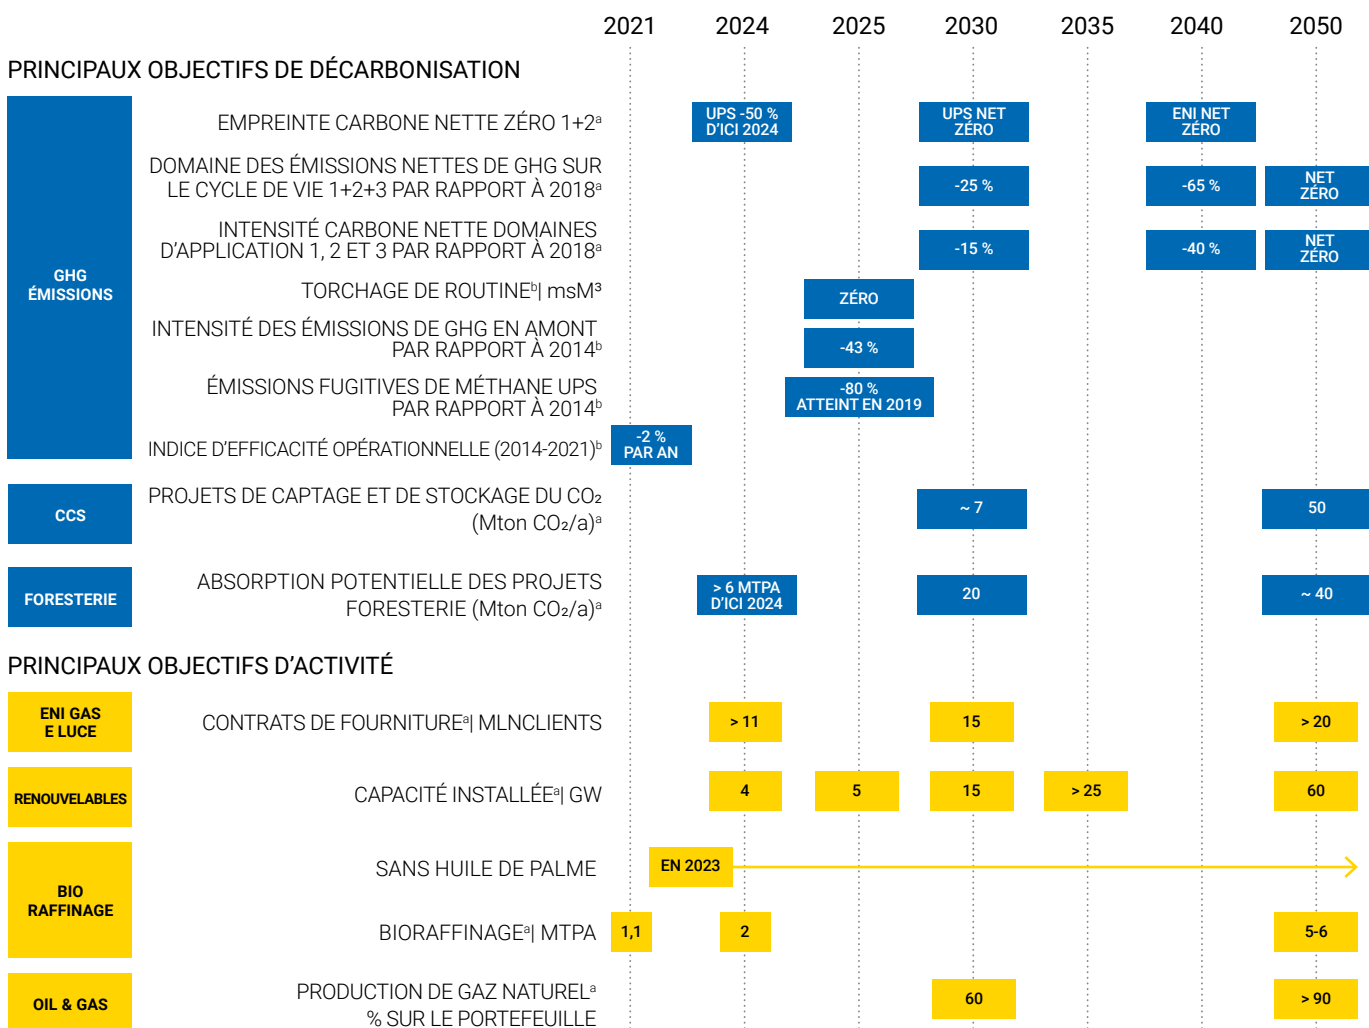 2021 2024 2025 2030 2035 2040 2050
PRINCIPAUX OBJECTIFS DE DÉCARBONISATION
GHG
ÉMISSIONS
EMPREINTE CARBONE NETTE ZÉRO 1+2ᵃ
UPS -50 %
D'ICI 2024
UPS NET
ZÉRO
ENI NET
ZÉRO
DOMAINE DES ÉMISSIONS NETTES DE GHG SUR
LE CYCLE DE VIE 1+2+3 PAR RAPPORT À 2018ᵃ
-25 %
-65 %
NET
ZÉRO
INTENSITÉ CARBONE NETTE DOMAINES
D'APPLICATION 1, 2 ET 3 PAR RAPPORT À 2018ᵃ
-15 %
-40 %
NET
ZÉRO
TORCHAGE DE ROUTINEᵇ| msM³
ZÉRO
INTENSITÉ DES ÉMISSIONS DE GHG EN AMONT
PAR RAPPORT À 2014ᵇ
-43 %
ÉMISSIONS FUGITIVES DE MÉTHANE UPS
PAR RAPPORT À 2014ᵇ
-80 %
ATTEINT EN 2019
INDICE D'EFFICACITÉ OPÉRATIONNELLE (2014-2021)ᵇ
-2 %
PAR AN
CCS
PROJETS DE CAPTAGE ET DE STOCKAGE DU CO₂
(Mton CO₂/a)ᵃ
~ 7
50
FORESTERIE
ABSORPTION POTENTIELLE DES PROJETS
FORESTERIE (Mton CO₂/a)ᵃ
> 6 MTPA
D'ICI 2024
20
~ 40
PRINCIPAUX OBJECTIFS D'ACTIVITÉ
ENI GAS
E LUCE
CONTRATS DE FOURNITUREᵃ| MLNCLIENTS
> 11
15
> 20
RENOUVELABLES
CAPACITÉ INSTALLÉEᵃ| GW
4
5
15
> 25
60
BIO
RAFFINAGE
SANS HUILE DE PALME
EN 2023
BIORAFFINAGEᵃ| MTPA
1,1
2
5-6
OIL & GAS
PRODUCTION DE GAZ NATURELᵃ
% SUR LE PORTEFEUILLE
60
> 90